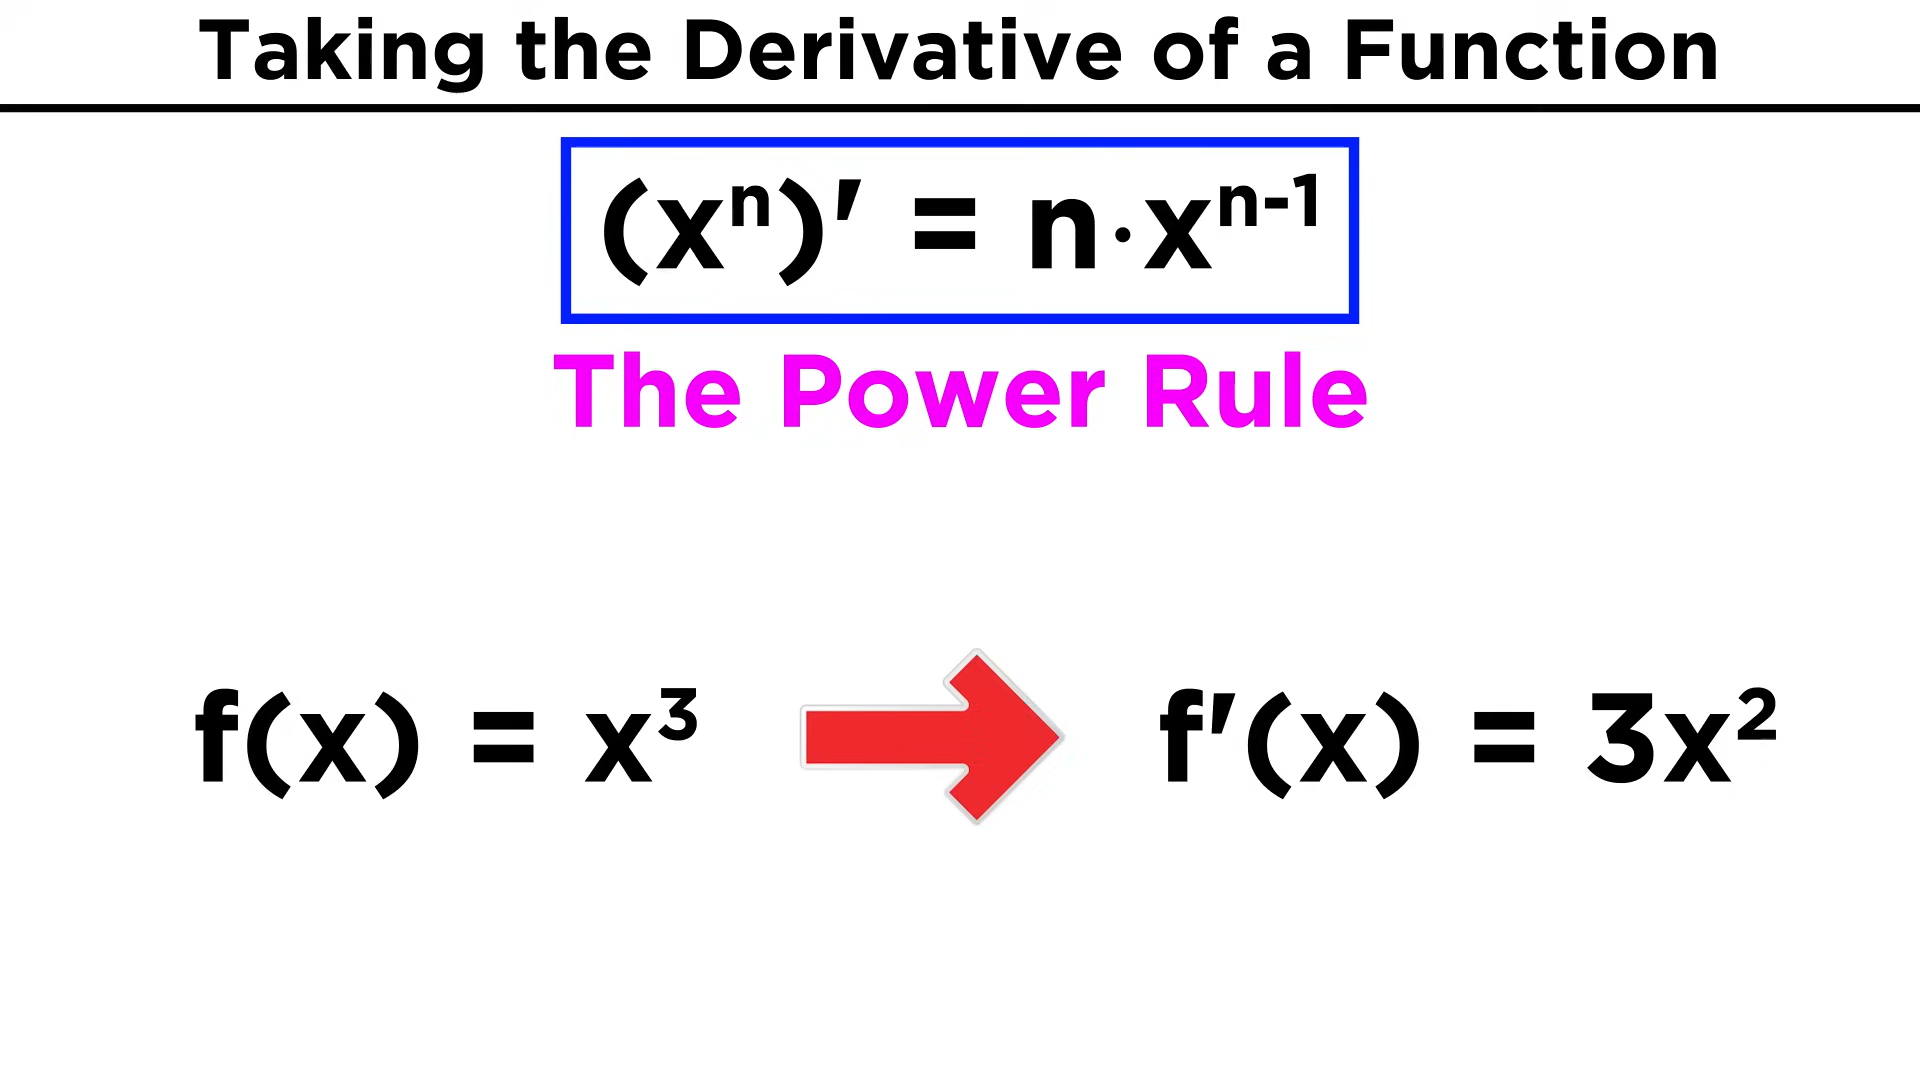 Taking the Derivative of a Function
(xⁿ)' = n·xⁿ⁻¹
The Power Rule
f(x) = x³
f'(x) = 3x²